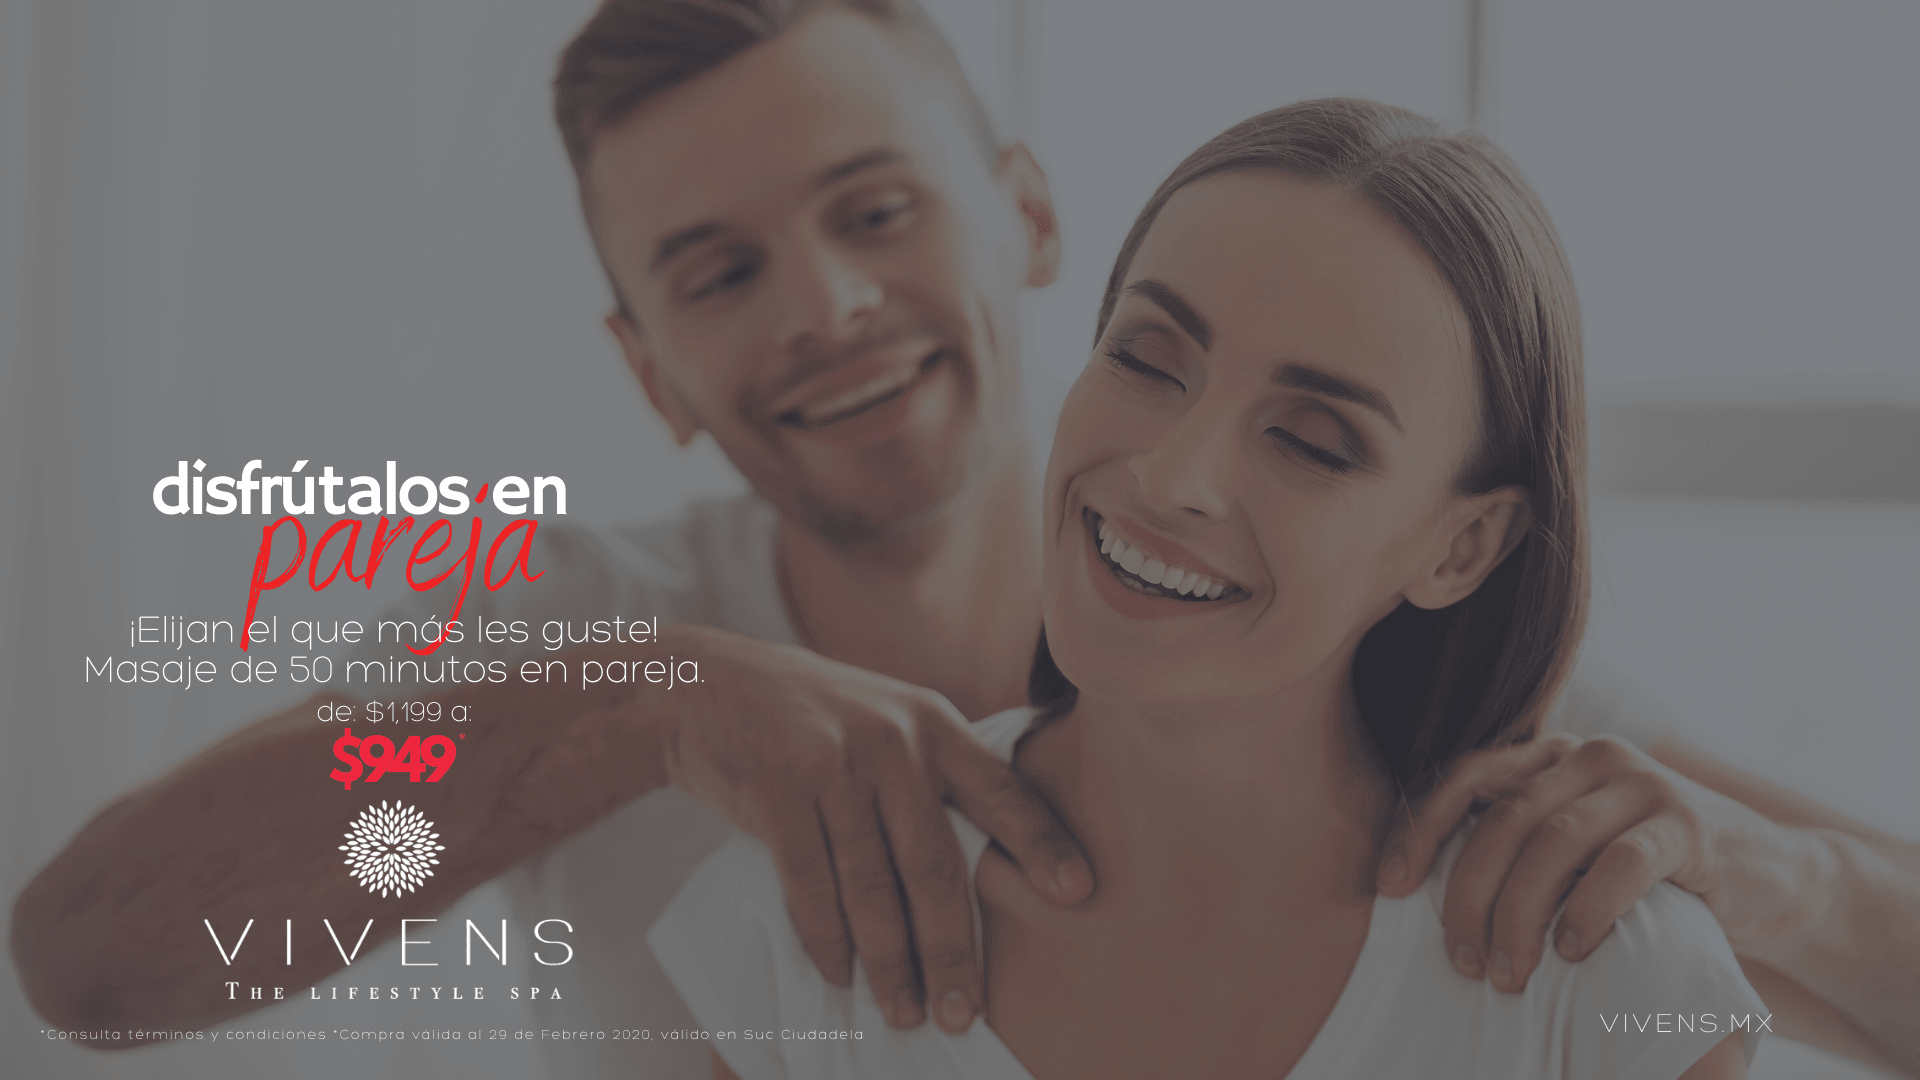 disfrútalos en
pareja
¡Elijan el que más les guste!
Masaje de 50 minutos en pareja.
de: $1,199 a:
$949*
VIVENS
THE LIFESTYLE SPA
*Consulta términos y condiciones *Compra válida al 29 de Febrero 2020, válido en Suc Ciudadela
VIVENS.MX